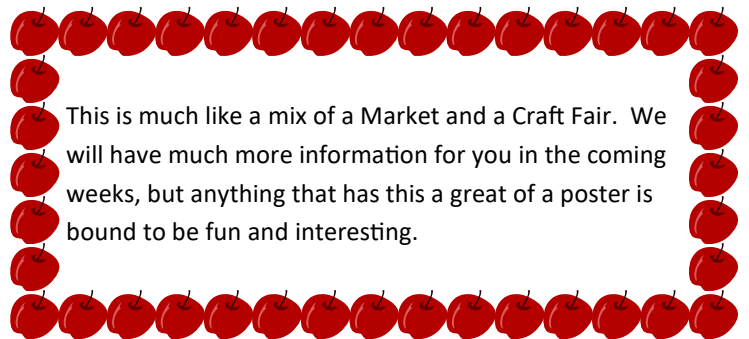 This is much like a mix of a Market and a Craft Fair.  We
will have much more information for you in the coming
weeks, but anything that has this a great of a poster is
bound to be fun and interesting.